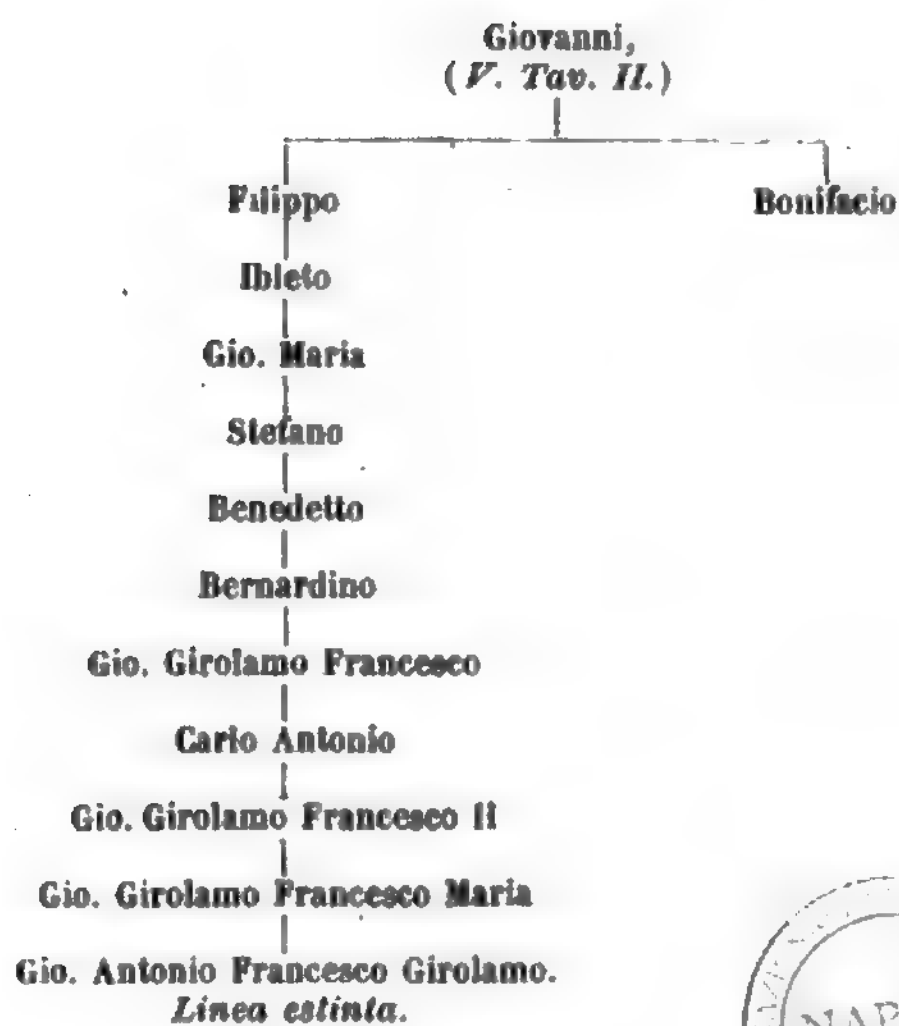 Giovanni,
(V. Tav. II.)
Filippo
Bonifacio
Ibleto
Gio. Maria
Stefano
Benedetto
Bernardino
Gio. Girolamo Francesco
Carlo Antonio
Gio. Girolamo Francesco II
Gio. Girolamo Francesco Maria
Gio. Antonio Francesco Girolamo.
Linea estinta.